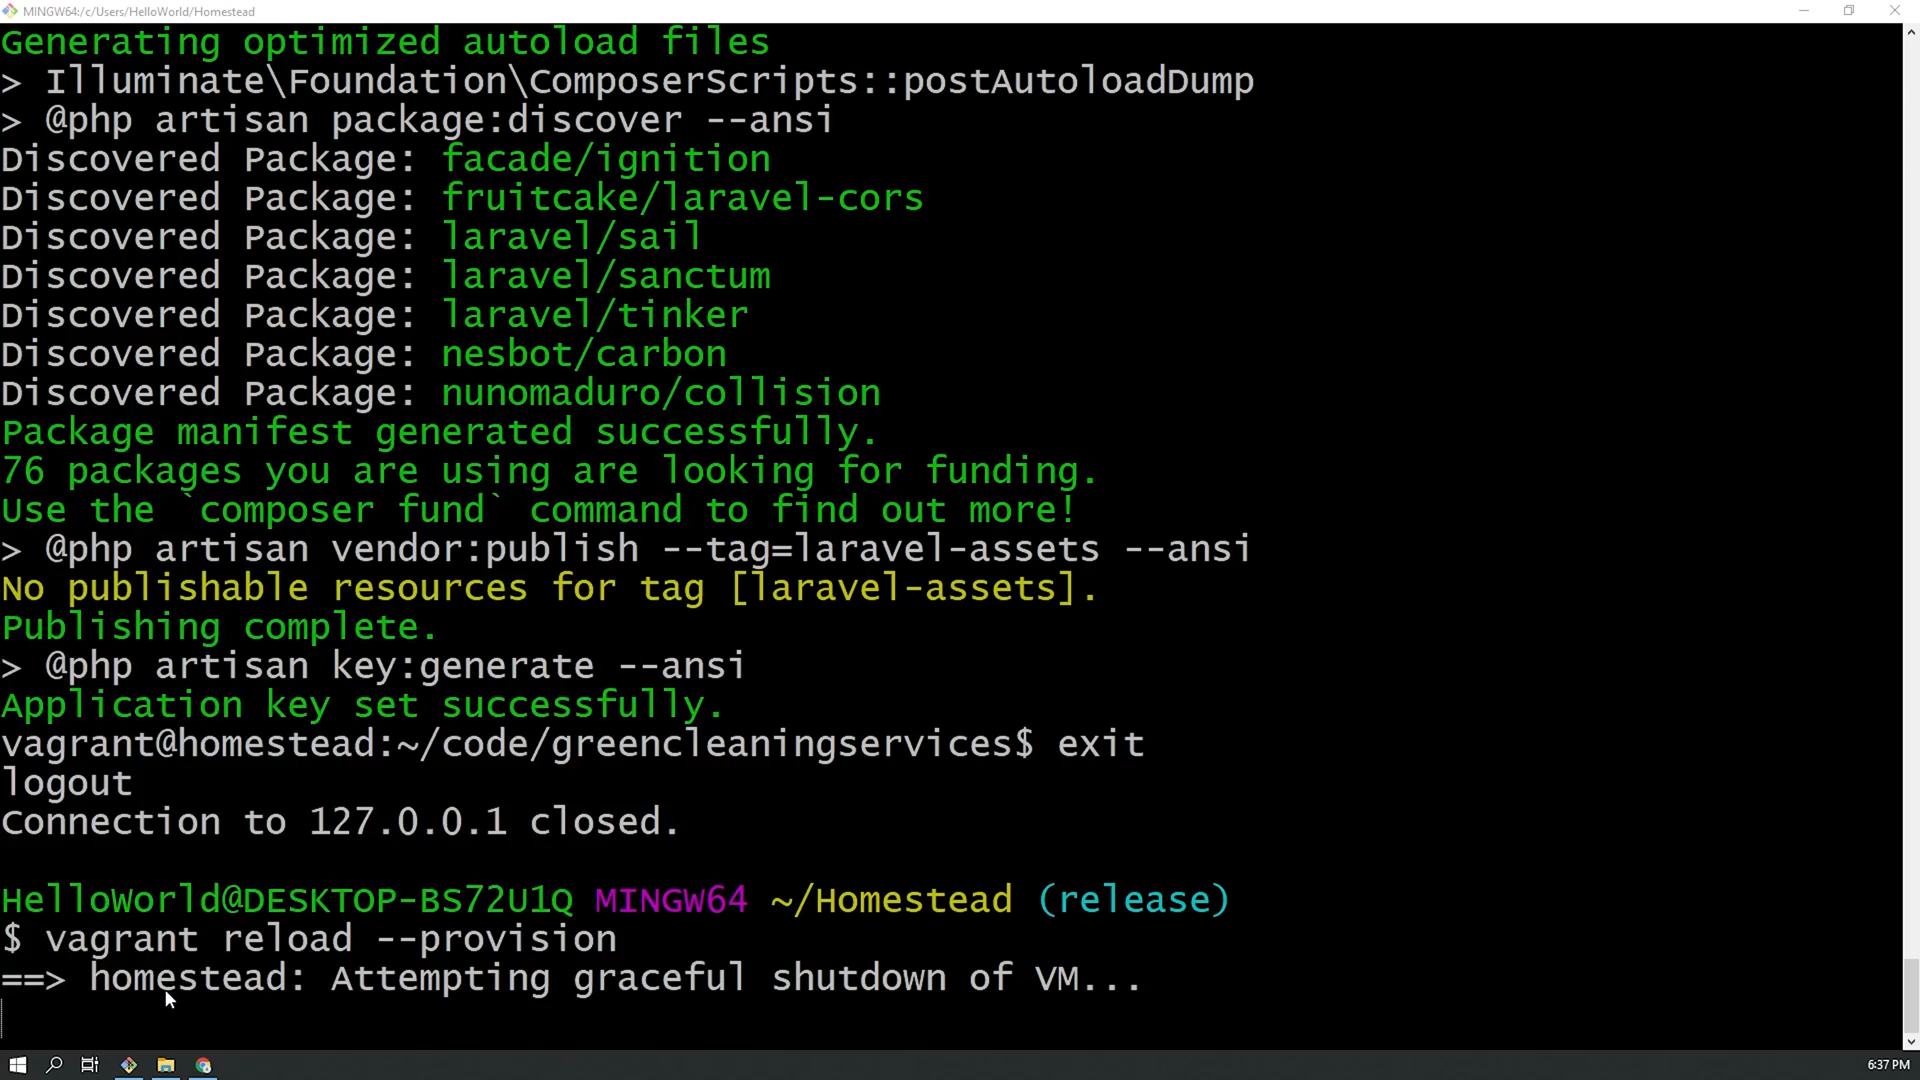 MINGW64:/c/Users/HelloWorld/Homestead
Generating optimized autoload files
> Illuminate\Foundation\ComposerScripts::postAutoloadDump
> @php artisan package:discover --ansi
Discovered Package: facade/ignition
Discovered Package: fruitcake/laravel-cors
Discovered Package: laravel/sail
Discovered Package: laravel/sanctum
Discovered Package: laravel/tinker
Discovered Package: nesbot/carbon
Discovered Package: nunomaduro/collision
Package manifest generated successfully.
76 packages you are using are looking for funding.
Use the `composer fund` command to find out more!
> @php artisan vendor:publish --tag=laravel-assets --ansi
No publishable resources for tag [laravel-assets].
Publishing complete.
> @php artisan key:generate --ansi
Application key set successfully.
vagrant@homestead:~/code/greencleaningservices$ exit
logout
Connection to 127.0.0.1 closed.
HelloWorld@DESKTOP-BS72U1Q MINGW64 ~/Homestead (release)
$ vagrant reload --provision
==> homestead: Attempting graceful shutdown of VM...
6:37 PM